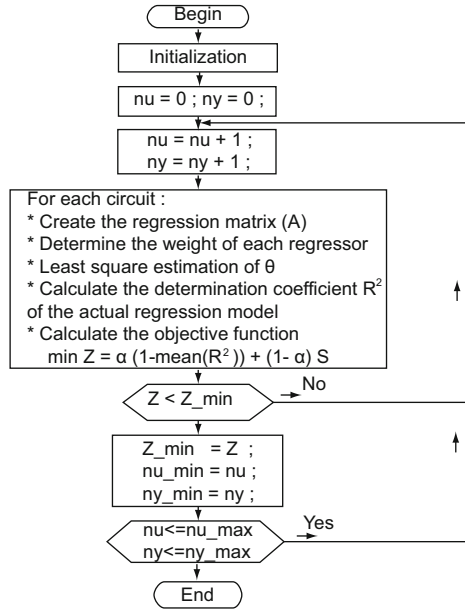 Begin
Initialization
nu = 0 ; ny = 0 ;
nu = nu + 1 ;
ny = ny + 1 ;
For each circuit :
* Create the regression matrix (A)
* Determine the weight of each regressor
* Least square estimation of θ
* Calculate the determination coefficient R²
of the actual regression model
* Calculate the objective function
min Z = α (1-mean(R²)) + (1- α) S
Z < Z_min
No
Z_min = Z ;
nu_min = nu ;
ny_min = ny ;
nu<=nu_max
ny<=ny_max
Yes
End